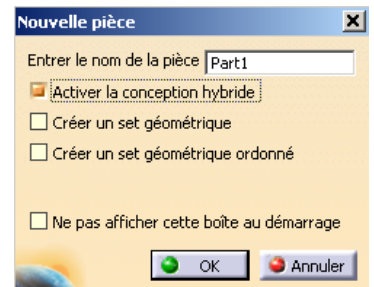 Nouvelle pièce
Entrer le nom de la pièce Part1
Activer la conception hybride
Créer un set géométrique
Créer un set géométrique ordonné
Ne pas afficher cette boîte au démarrage
OK Annuler